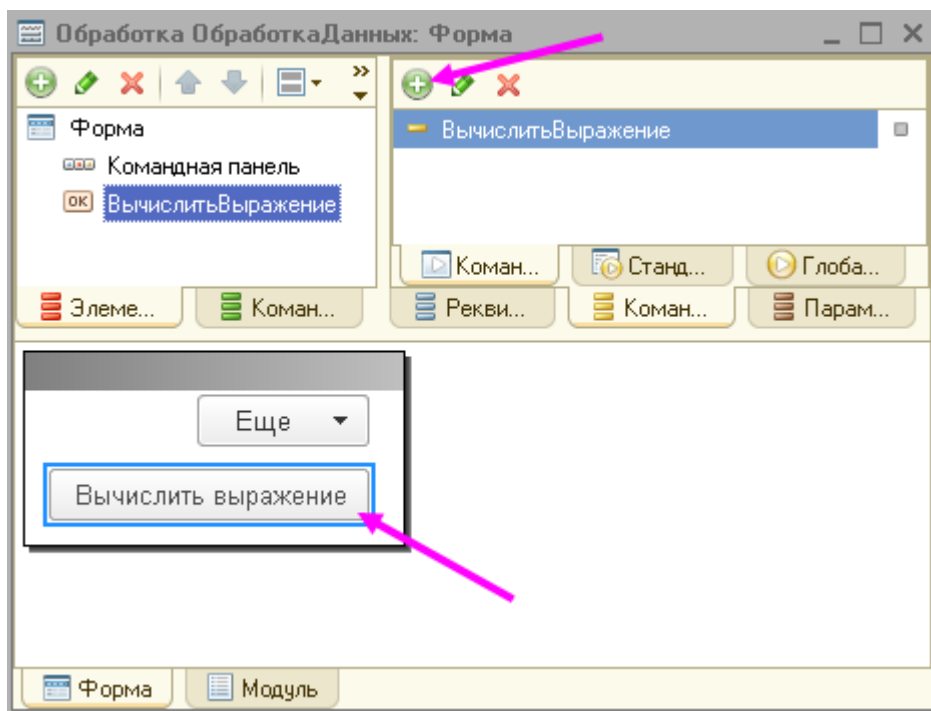 Обработка ОбработкаДанных: Форма
Форма
Командная панель
ОК ВычислитьВыражение
ВычислитьВыражение
Коман... Станд... Глоба...
Элеме... Коман... Рекви... Коман... Парам...
Еще
Вычислить выражение
Форма Модуль